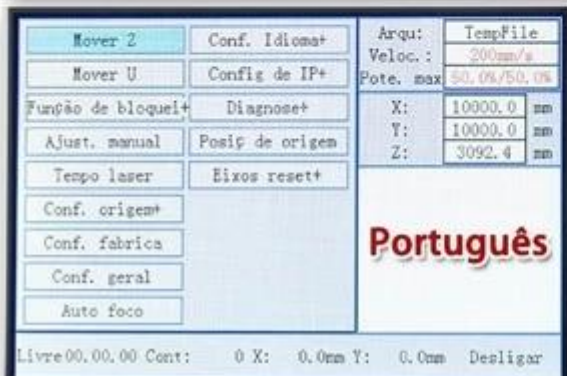 Mover Z
Mover U
Função de bloquei+
Ajust. manual
Tempo laser
Conf. origem+
Conf. fabrica
Conf. geral
Auto foco
Conf. Idioma+
Config de IP+
Diagnose+
Posiç de origem
Eixos reset+
Arqu: TempFile
Veloc.: 200mm/s
Pote. max 50.0%/50.0%
X: 10000.0 mm
Y: 10000.0 mm
Z: 3092.4 mm
Português
Livre 00.00.00 Cont: 0 X: 0.0mm Y: 0.0mm Desligar